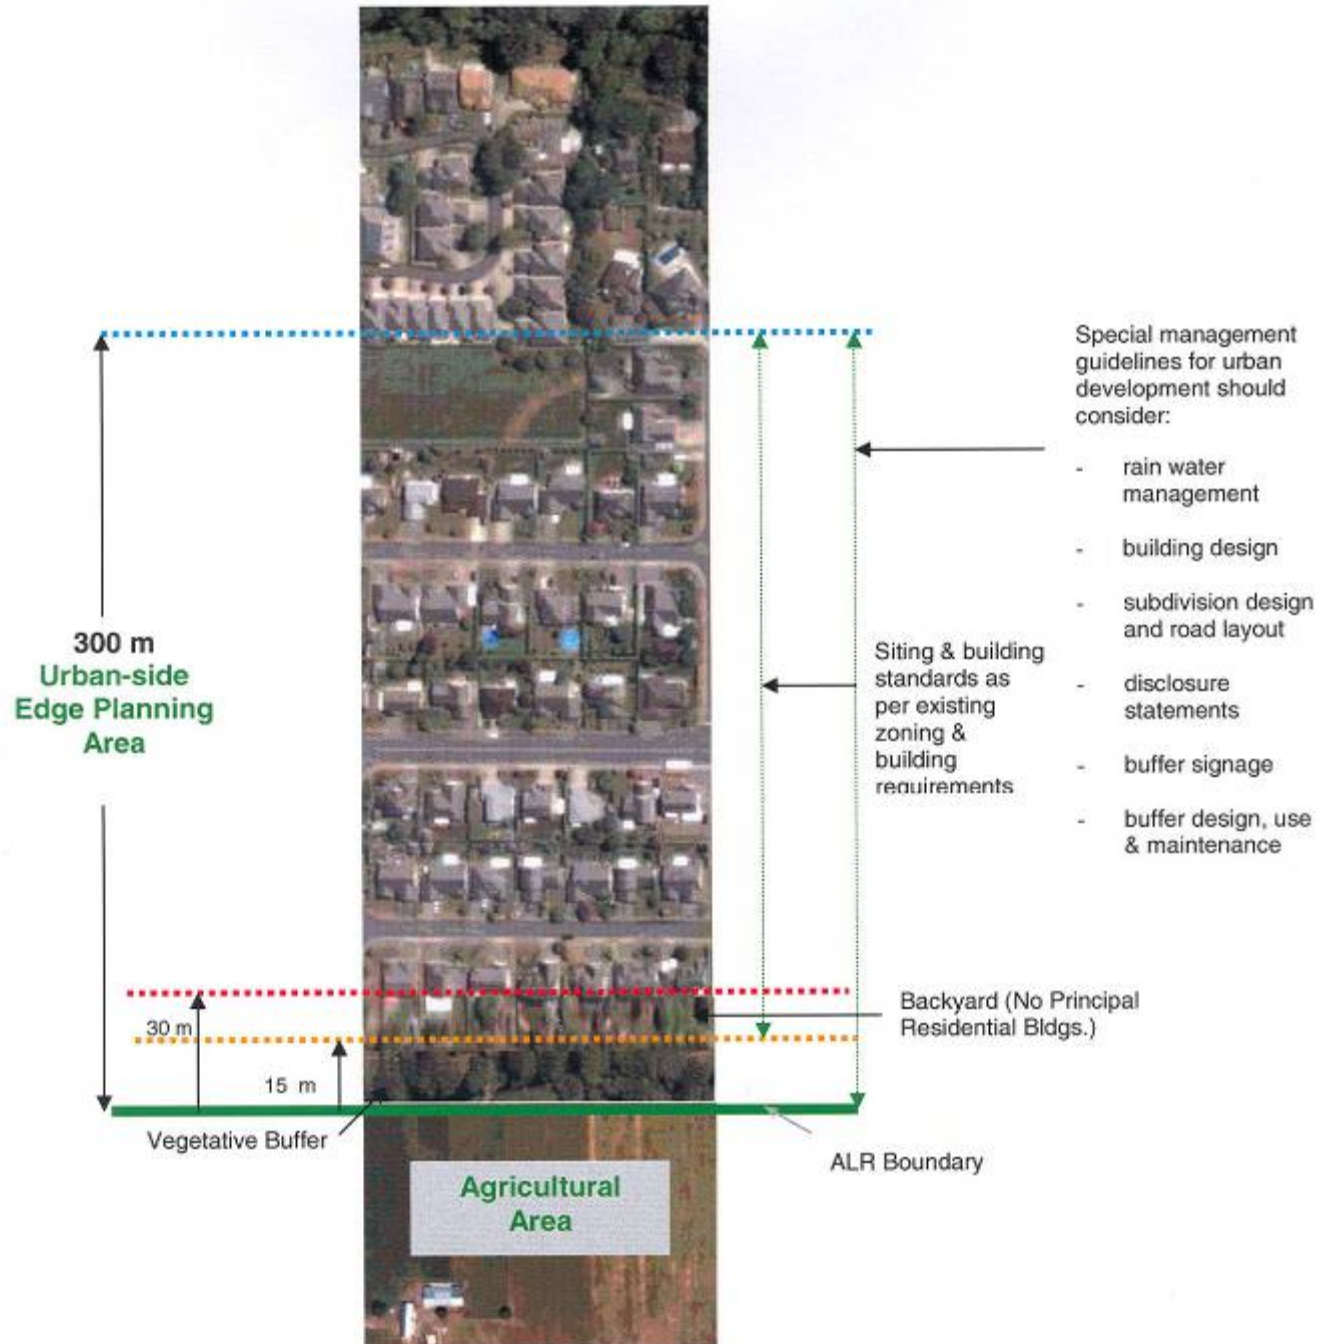 Special management
guidelines for urban
development should
consider:
- rain water
management
- building design
- subdivision design
and road layout
- disclosure
statements
- buffer signage
- buffer design, use
& maintenance
300 m
Urban-side
Edge Planning
Area
Siting & building
standards as
per existing
zoning &
building
requirements
Backyard (No Principal
Residential Bldgs.)
30 m
15 m
Vegetative Buffer
ALR Boundary
Agricultural
Area